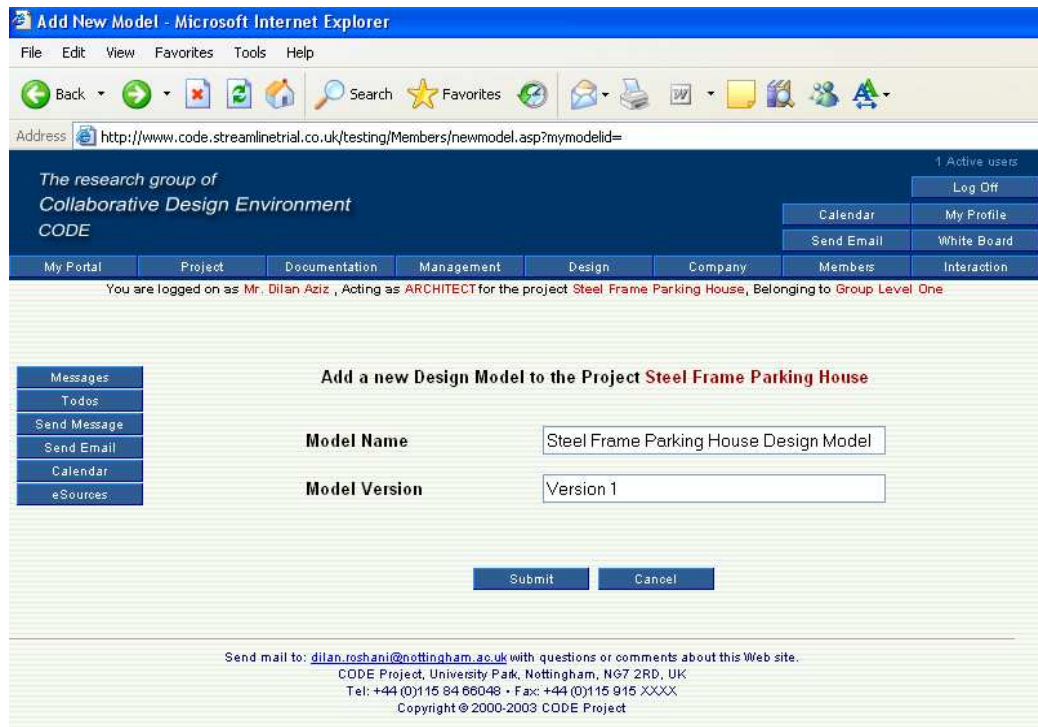 Add New Model - Microsoft Internet Explorer
File Edit View Favorites Tools Help
Back Search Favorites
Address http://www.code.streamlinetrial.co.uk/testing/Members/newmodel.asp?mymodelid=
1 Active users
The research group of
Collaborative Design Environment
CODE
Log Off
Calendar My Profile
Send Email White Board
My Portal Project Documentation Management Design Company Members Interaction
You are logged on as Mr. Dilan Aziz , Acting as ARCHITECT for the project Steel Frame Parking House, Belonging to Group Level One
Messages
Todos
Send Message
Send Email
Calendar
eSources
Add a new Design Model to the Project Steel Frame Parking House
Model Name Steel Frame Parking House Design Model
Model Version Version 1
Submit Cancel
Send mail to: dilan.roshani@nottingham.ac.uk with questions or comments about this Web site.
CODE Project, University Park, Nottingham, NG7 2RD, UK
Tel: +44 (0)115 84 66048 • Fax: +44 (0)115 915 XXXX
Copyright © 2000-2003 CODE Project